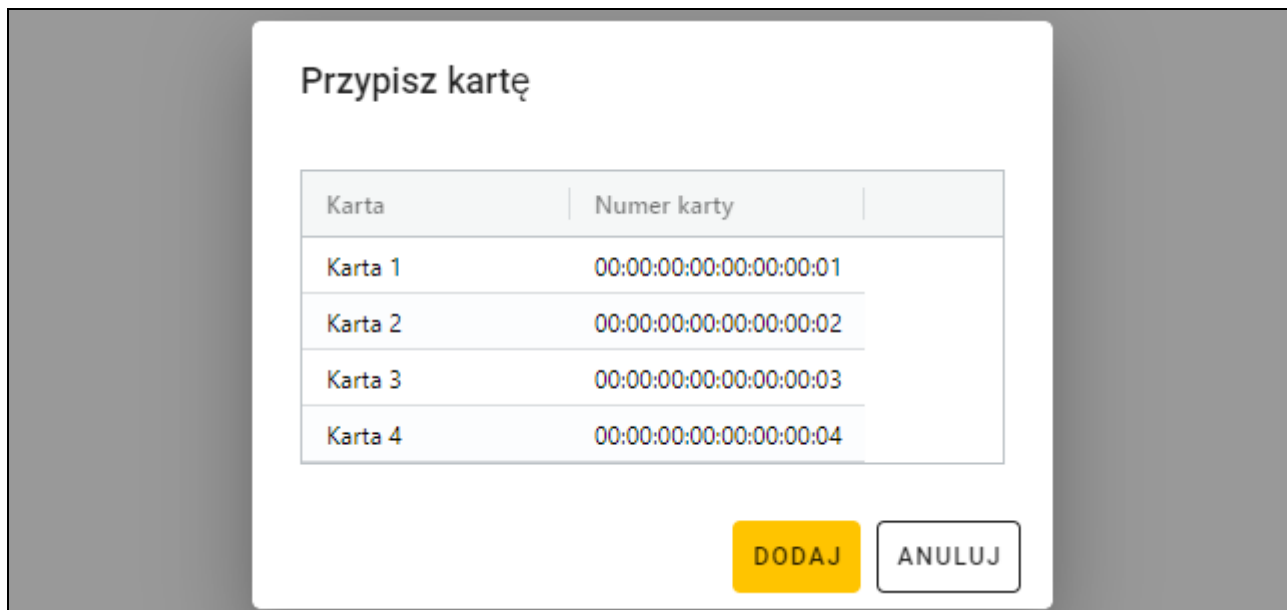 Przypisz kartę
Karta Numer karty
Karta 1 00:00:00:00:00:00:00:01
Karta 2 00:00:00:00:00:00:00:02
Karta 3 00:00:00:00:00:00:00:03
Karta 4 00:00:00:00:00:00:00:04
DODAJ ANULUJ